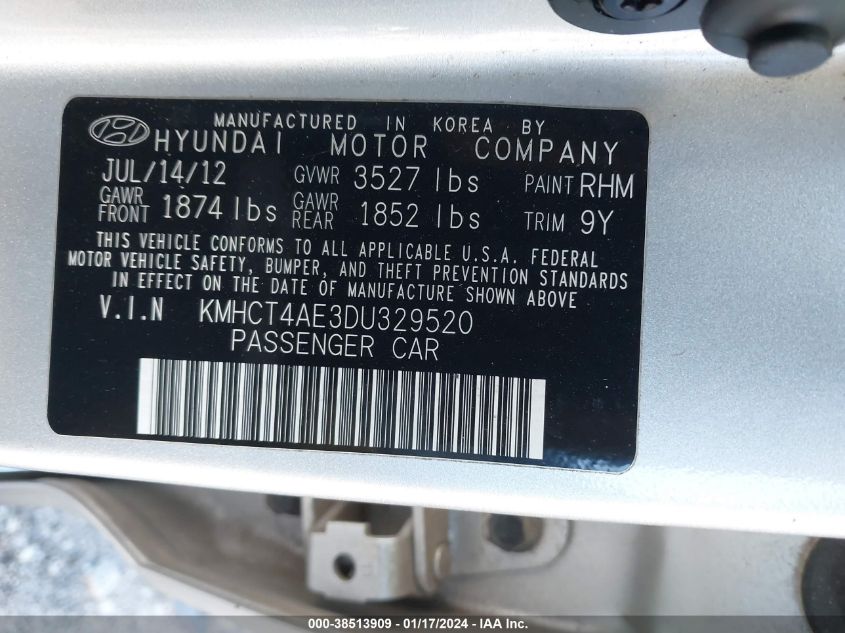 MANUFACTURED IN KOREA BY
HYUNDAI MOTOR COMPANY
JUL/14/12 GVWR 3527 lbs PAINT RHM
GAWR FRONT 1874 lbs GAWR REAR 1852 lbs TRIM 9Y
THIS VEHICLE CONFORMS TO ALL APPLICABLE U.S.A. FEDERAL
MOTOR VEHICLE SAFETY, BUMPER, AND THEFT PREVENTION STANDARDS
IN EFFECT ON THE DATE OF MANUFACTURE SHOWN ABOVE
V.I.N KMHCT4AE3DU329520
PASSENGER CAR
000-38513909 - 01/17/2024 - IAA Inc.